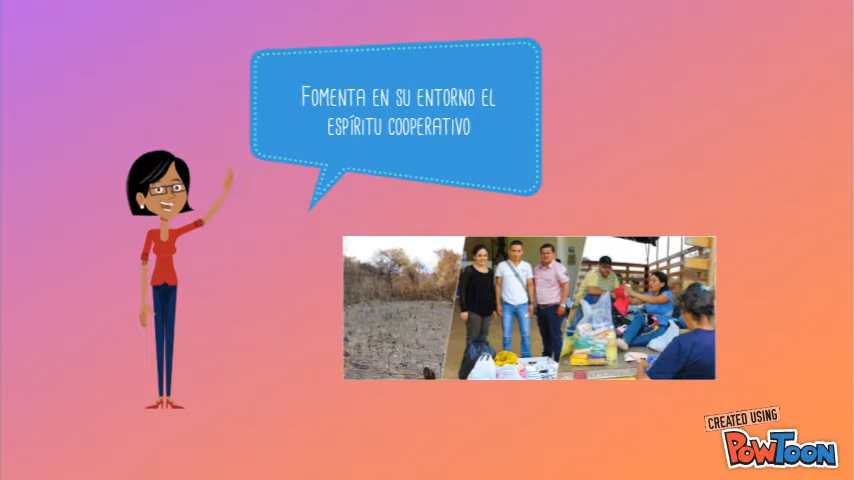 FOMENTA EN SU ENTORNO EL
ESPÍRITU COOPERATIVO
CREATED USING
POWTOON